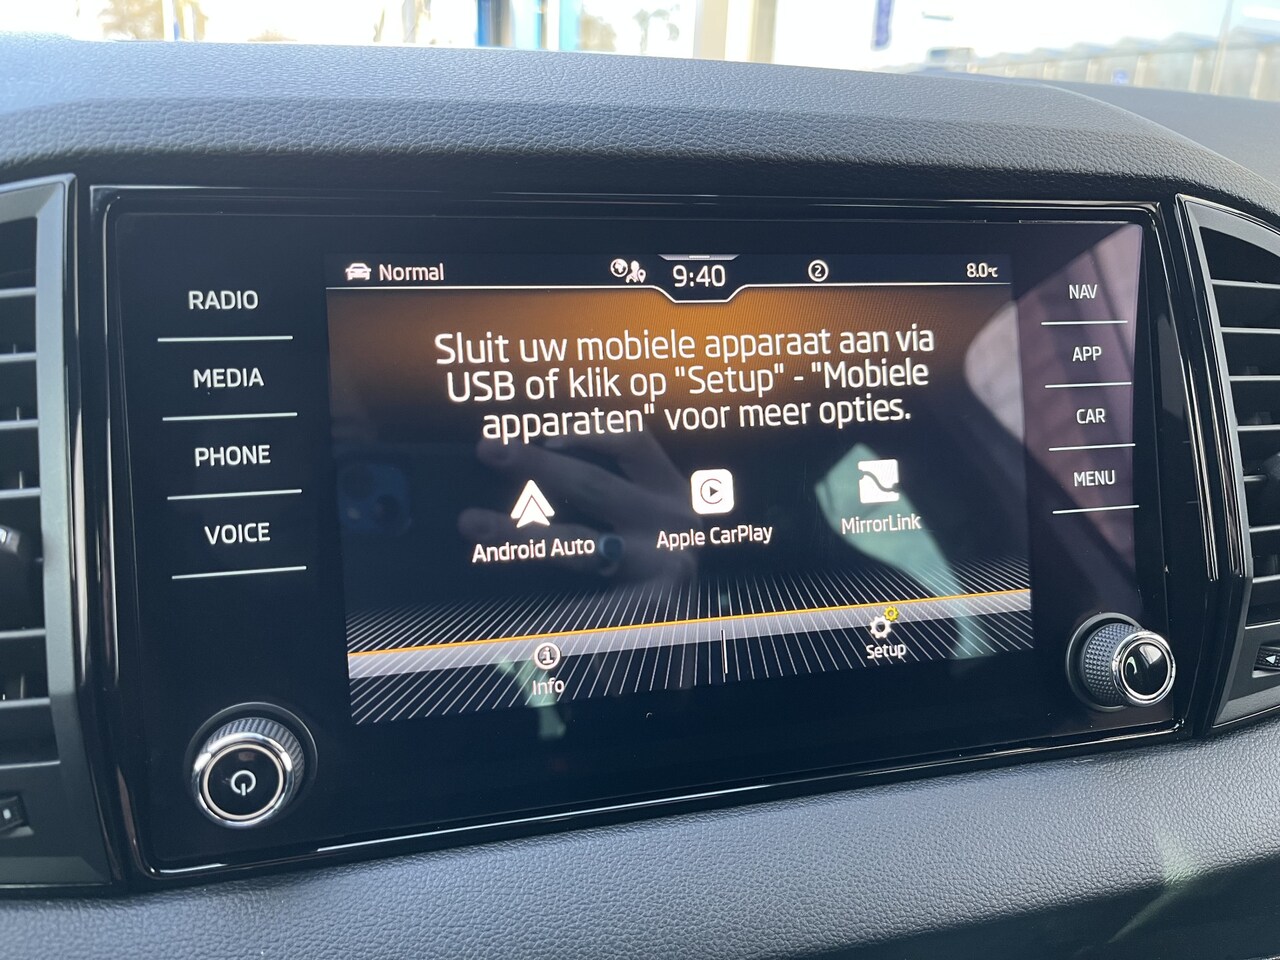 Normal
9:40
2
8.0°C
RADIO
MEDIA
PHONE
VOICE
NAV
APP
CAR
MENU
Sluit uw mobiele apparaat aan via
USB of klik op "Setup" - "Mobiele
apparaten" voor meer opties.
Android Auto
Apple CarPlay
MirrorLink
Info
Setup